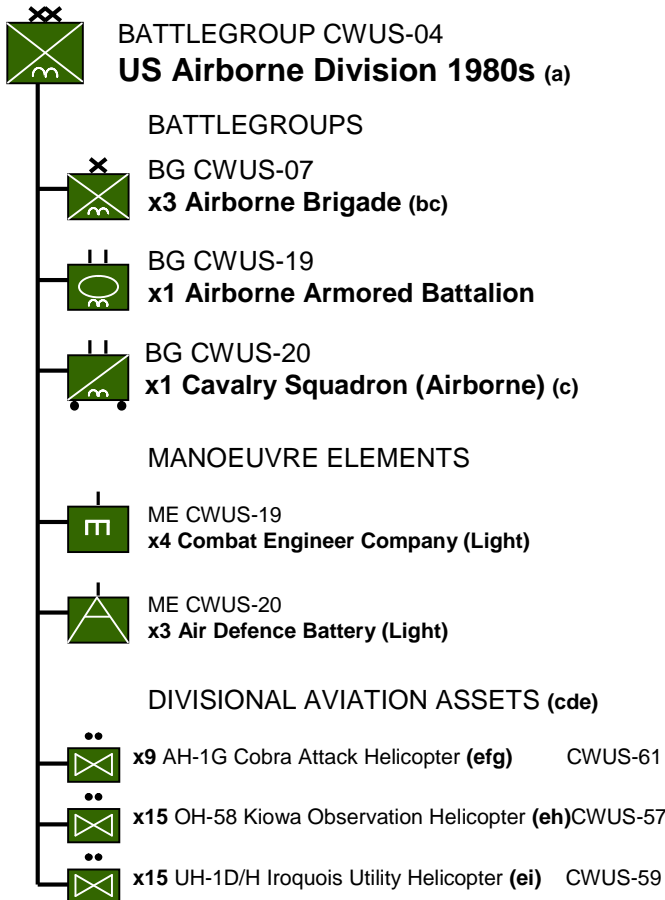 BATTLEGROUP CWUS-04
US Airborne Division 1980s (a)
BATTLEGROUPS
BG CWUS-07
x3 Airborne Brigade (bc)
BG CWUS-19
x1 Airborne Armored Battalion
BG CWUS-20
x1 Cavalry Squadron (Airborne) (c)
MANOEUVRE ELEMENTS
ME CWUS-19
x4 Combat Engineer Company (Light)
ME CWUS-20
x3 Air Defence Battery (Light)
DIVISIONAL AVIATION ASSETS (cde)
x9 AH-1G Cobra Attack Helicopter (efg) CWUS-61
x15 OH-58 Kiowa Observation Helicopter (eh)CWUS-57
x15 UH-1D/H Iroquois Utility Helicopter (ei) CWUS-59